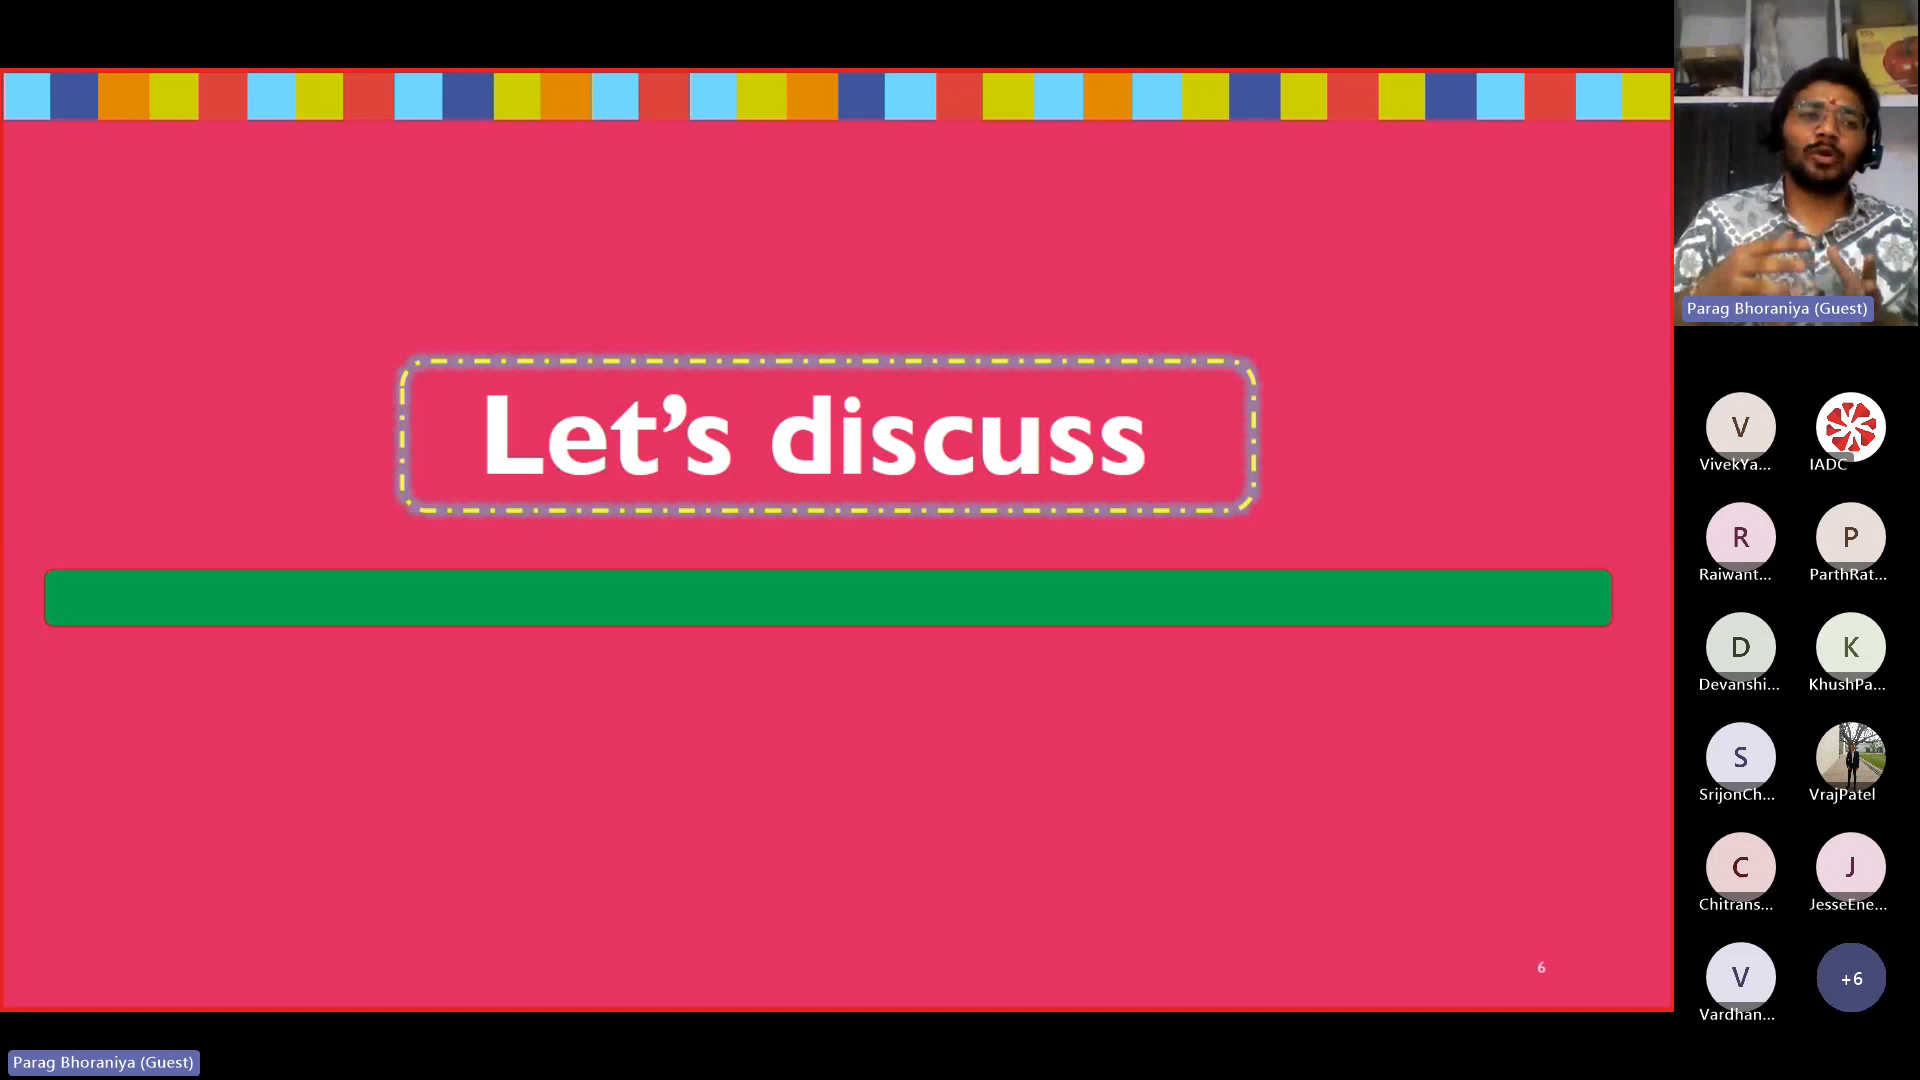 Let's discuss
6
Parag Bhoraniya (Guest)
V
VivekYa...
IADC
R
Raiwant...
P
ParthRat...
D
Devanshi...
K
KhushPa...
S
SrijonCh...
VrajPatel
C
Chitrans...
J
JesseEne...
V
Vardhan...
+6
Parag Bhoraniya (Guest)